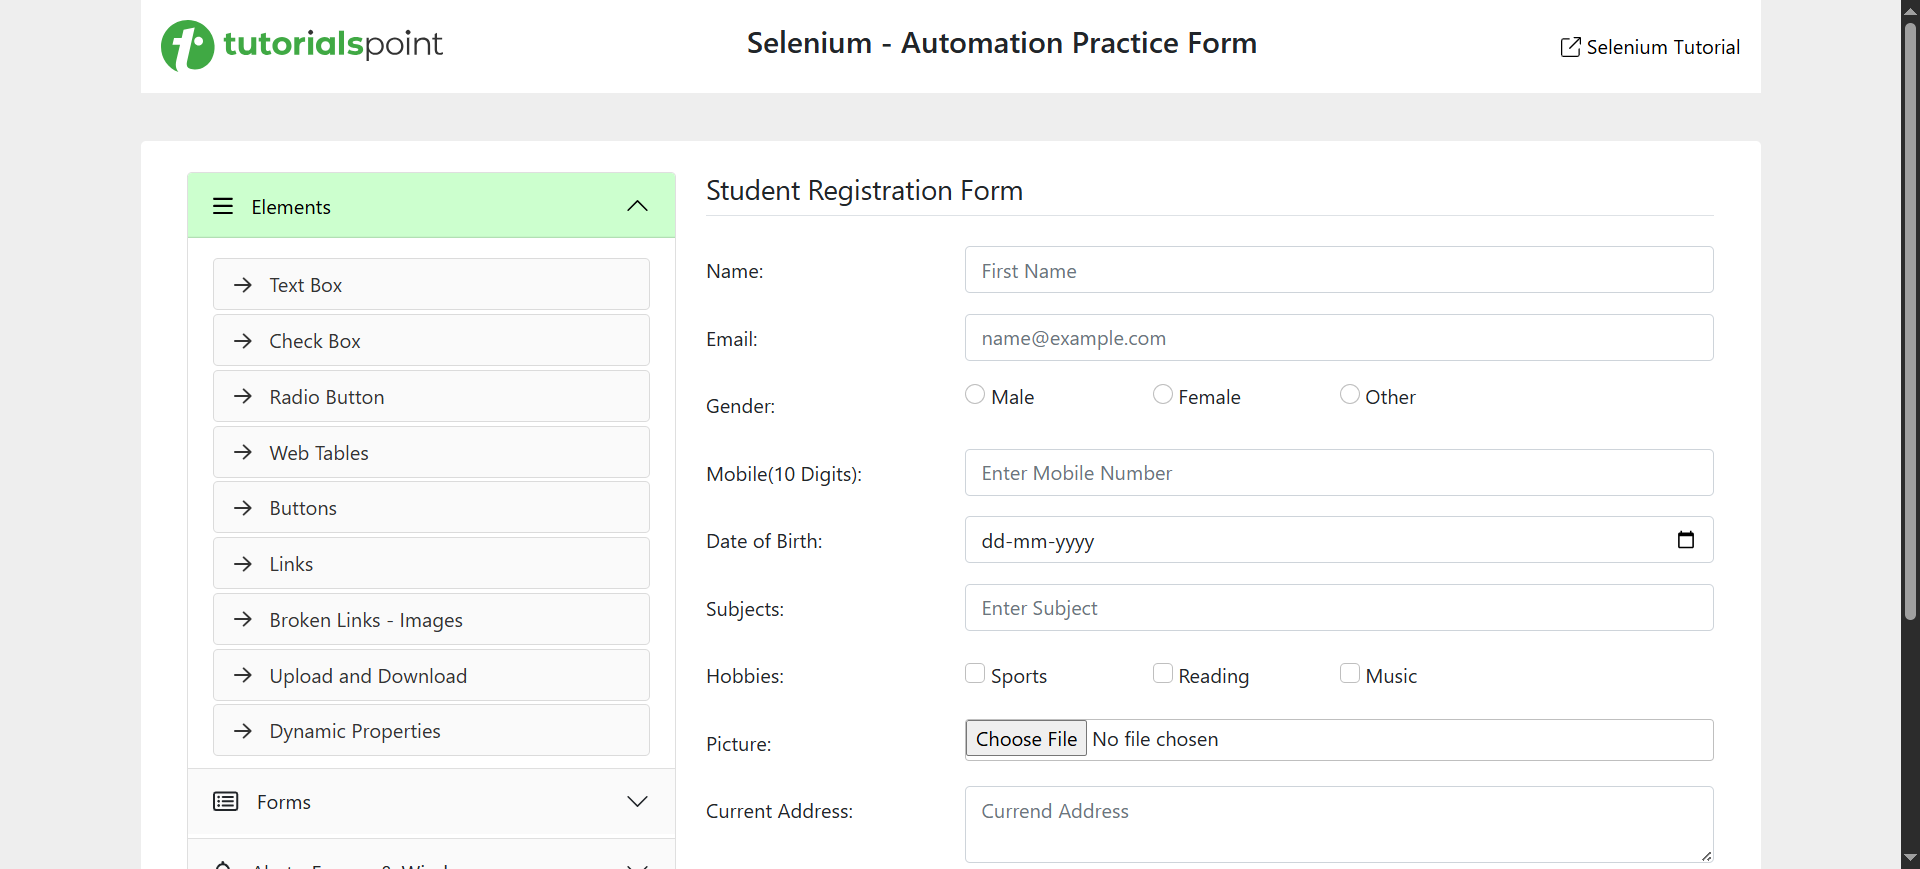 tutorialspoint
Selenium - Automation Practice Form
Selenium Tutorial
Elements
Text Box
Check Box
Radio Button
Web Tables
Buttons
Links
Broken Links - Images
Upload and Download
Dynamic Properties
Forms
Student Registration Form
Name:
First Name
Email:
name@example.com
Gender:
Male
Female
Other
Mobile(10 Digits):
Enter Mobile Number
Date of Birth:
dd-mm-yyyy
Subjects:
Enter Subject
Hobbies:
Sports
Reading
Music
Picture:
Choose File
No file chosen
Current Address:
Currend Address